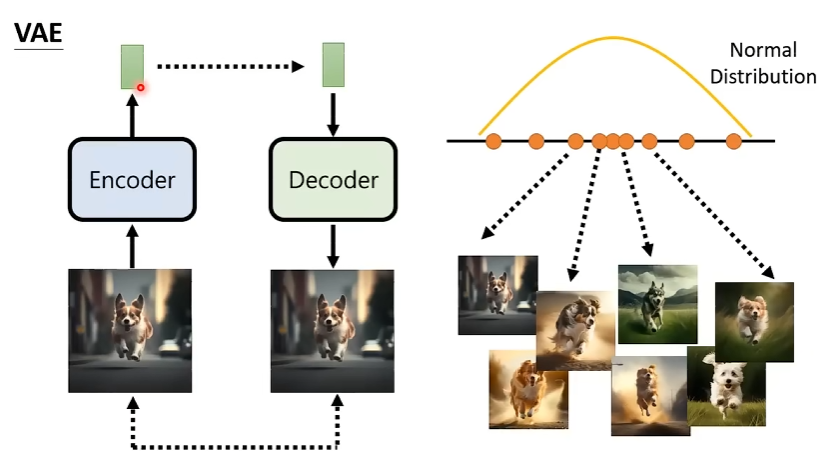 VAE
Normal
Distribution
Encoder
Decoder